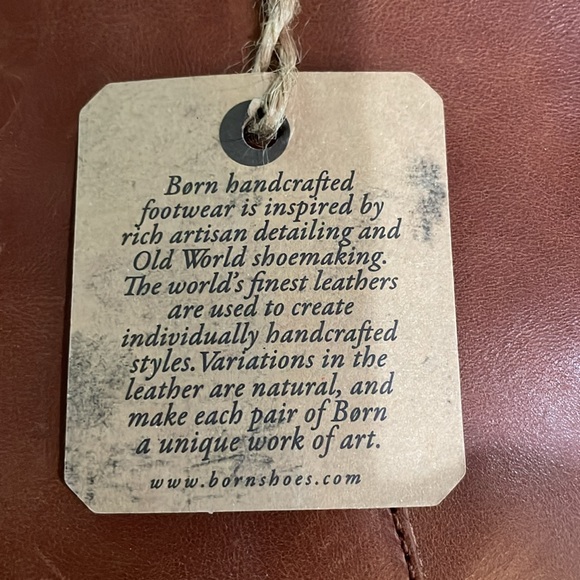 Børn handcrafted
footwear is inspired by
rich artisan detailing and
Old World shoemaking.
The world's finest leathers
are used to create
individually handcrafted
styles. Variations in the
leather are natural, and
make each pair of Børn
a unique work of art.
www.bornshoes.com